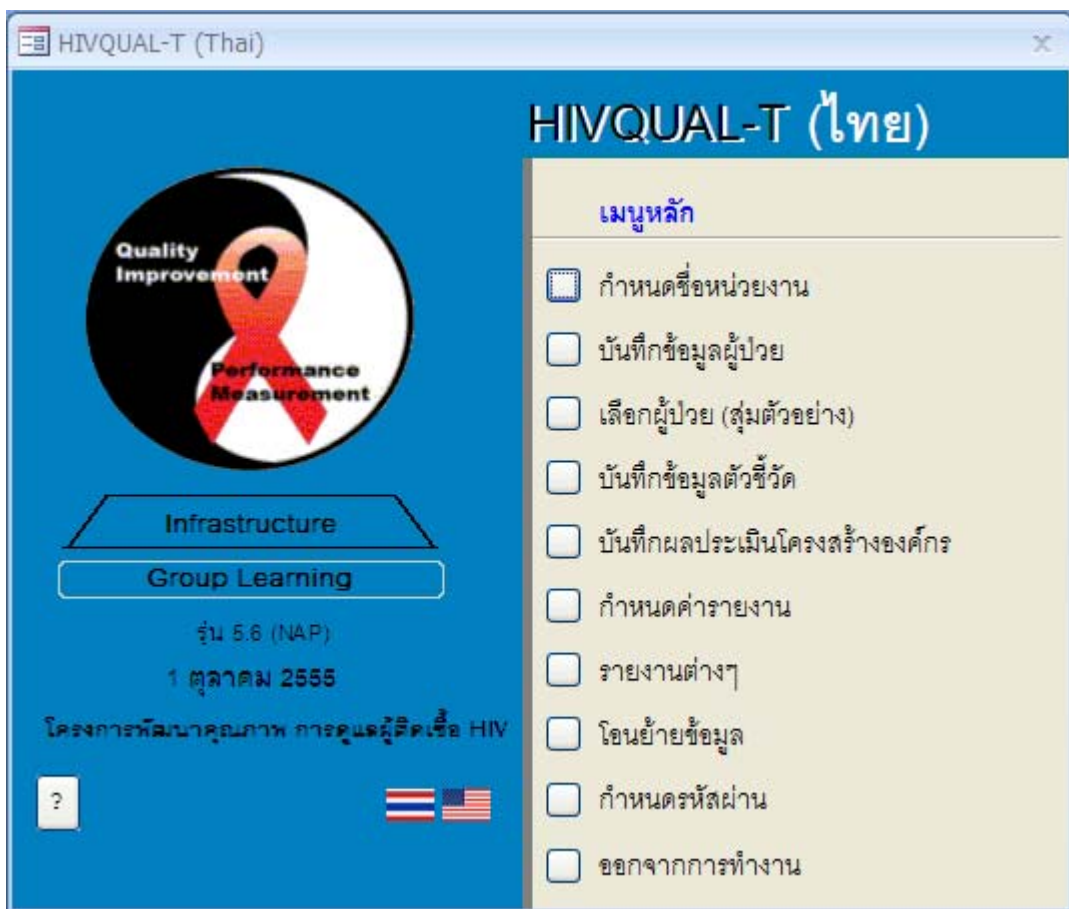 HIVQUAL-T (Thai)
HIVQUAL-T (ไทย)
Quality
Improvement
Performance
Measurement
Infrastructure
Group Learning
รุ่น 5.6 (NAP)
1 ตุลาคม 2555
โครงการพัฒนาคุณภาพ การดูแลผู้ติดเชื้อ HIV
?
เมนูหลัก
กำหนดชื่อหน่วยงาน
บันทึกข้อมูลผู้ป่วย
เลือกผู้ป่วย (สุ่มตัวอย่าง)
บันทึกข้อมูลตัวชี้วัด
บันทึกผลประเมินโครงสร้างองค์กร
กำหนดค่ารายงาน
รายงานต่างๆ
โอนย้ายข้อมูล
กำหนดรหัสผ่าน
ออกจากการทำงาน